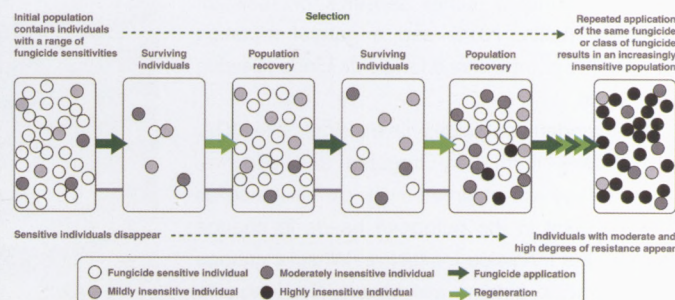 Initial population
contains individuals
with a range of
fungicide sensitivities
Selection
Repeated application
of the same fungicide
or class of fungicide
results in an increasingly
insensitive population
Surviving
individuals
Population
recovery
Surviving
individuals
Population
recovery
Sensitive individuals disappear
Individuals with moderate and
high degrees of resistance appear
Fungicide sensitive individual
Moderately insensitive individual
Fungicide application
Mildly insensitive individual
Highly insensitive individual
Regeneration